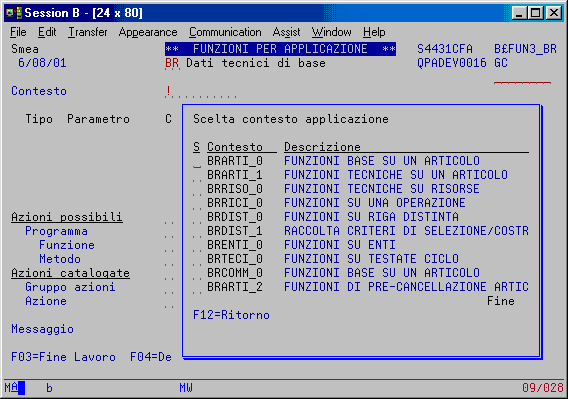 Session B - [24 x 80]
File Edit Transfer Appearance Communication Assist Window Help
Smea ** FUNZIONI PER APPLICAZIONE ** S4431CFA B£FUN3_BR
6/08/01 BR Dati tecnici di base QPADEV0016 GC
Contesto !
Tipo Parametro C
Scelta contesto applicazione
S Contesto Descrizione
_ BRARTI_0 FUNZIONI BASE SU UN ARTICOLO
BRARTI_1 FUNZIONI TECNICHE SU UN ARTICOLO
BRRISO_0 FUNZIONI TECNICHE SU RISORSE
BRRICI_0 FUNZIONI SU UNA OPERAZIONE
BRDIST_0 FUNZIONI SU RIGA DISTINTA
BRDIST_1 RACCOLTA CRITERI DI SELEZIONE/COSTR
BRENTI_0 FUNZIONI SU ENTI
BRTECI_0 FUNZIONI SU TESTATE CICLO
BRCOMM_0 FUNZIONI BASE SU UN ARTICOLO
BRARTI_2 FUNZIONI DI PRE-CANCELLAZIONE ARTIC
Fine
F12=Ritorno
Azioni possibili
Programma
Funzione
Metodo
Azioni catalogate
Gruppo azioni
Azione
Messaggio
F03=Fine Lavoro F04=De
MA b MW 09/028